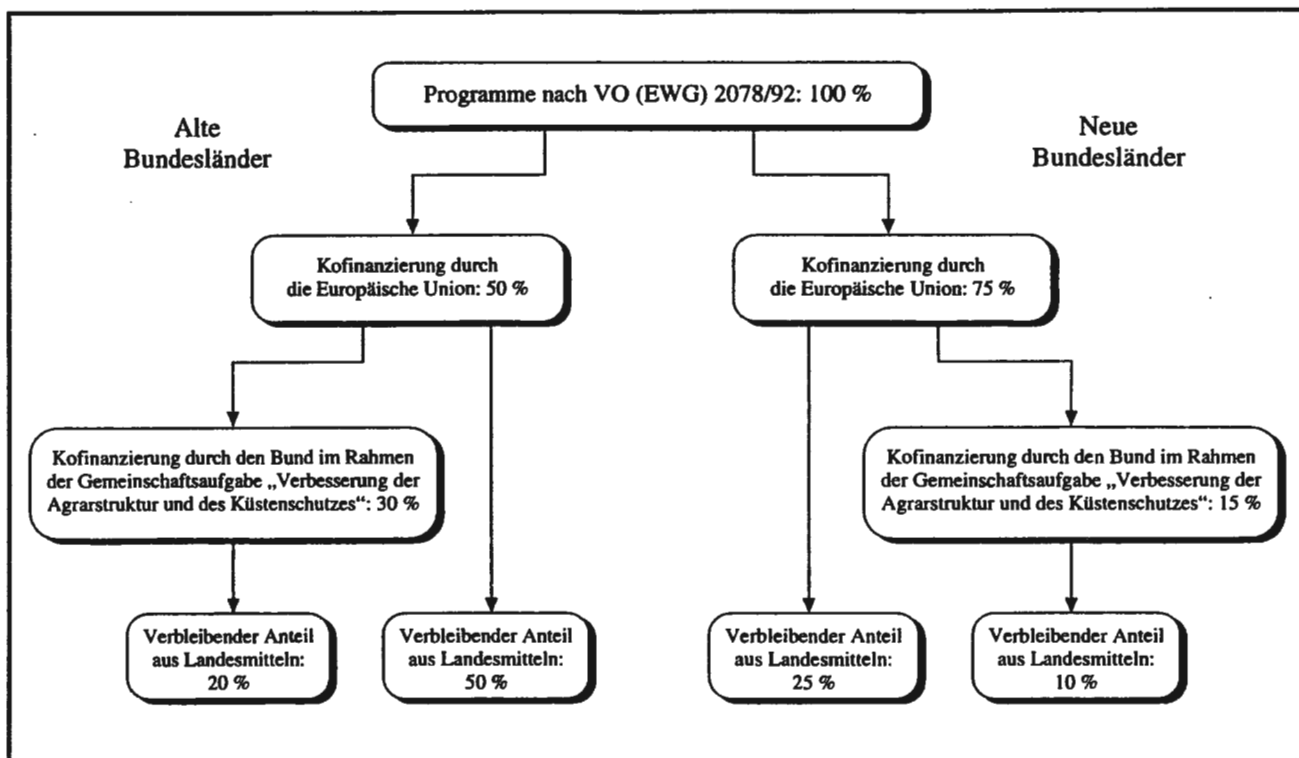 Programme nach VO (EWG) 2078/92: 100 %
Alte
Bundesländer
Neue
Bundesländer
Kofinanzierung durch
die Europäische Union: 50 %
Kofinanzierung durch
die Europäische Union: 75 %
Kofinanzierung durch den Bund im Rahmen
der Gemeinschaftsaufgabe „Verbesserung der
Agrarstruktur und des Küstenschutzes“: 30 %
Kofinanzierung durch den Bund im Rahmen
der Gemeinschaftsaufgabe „Verbesserung der
Agrarstruktur und des Küstenschutzes“: 15 %
Verbleibender Anteil
aus Landesmitteln:
20 %
Verbleibender Anteil
aus Landesmitteln:
50 %
Verbleibender Anteil
aus Landesmitteln:
25 %
Verbleibender Anteil
aus Landesmitteln:
10 %